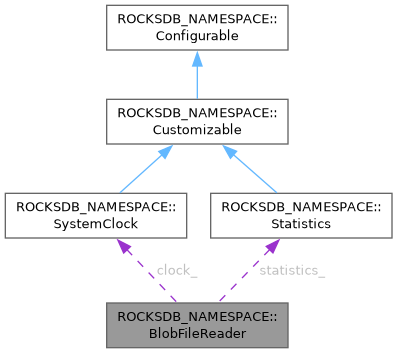 ROCKSDB_NAMESPACE::
Configurable
ROCKSDB_NAMESPACE::
Customizable
ROCKSDB_NAMESPACE::
SystemClock
ROCKSDB_NAMESPACE::
Statistics
clock_
statistics_
ROCKSDB_NAMESPACE::
BlobFileReader